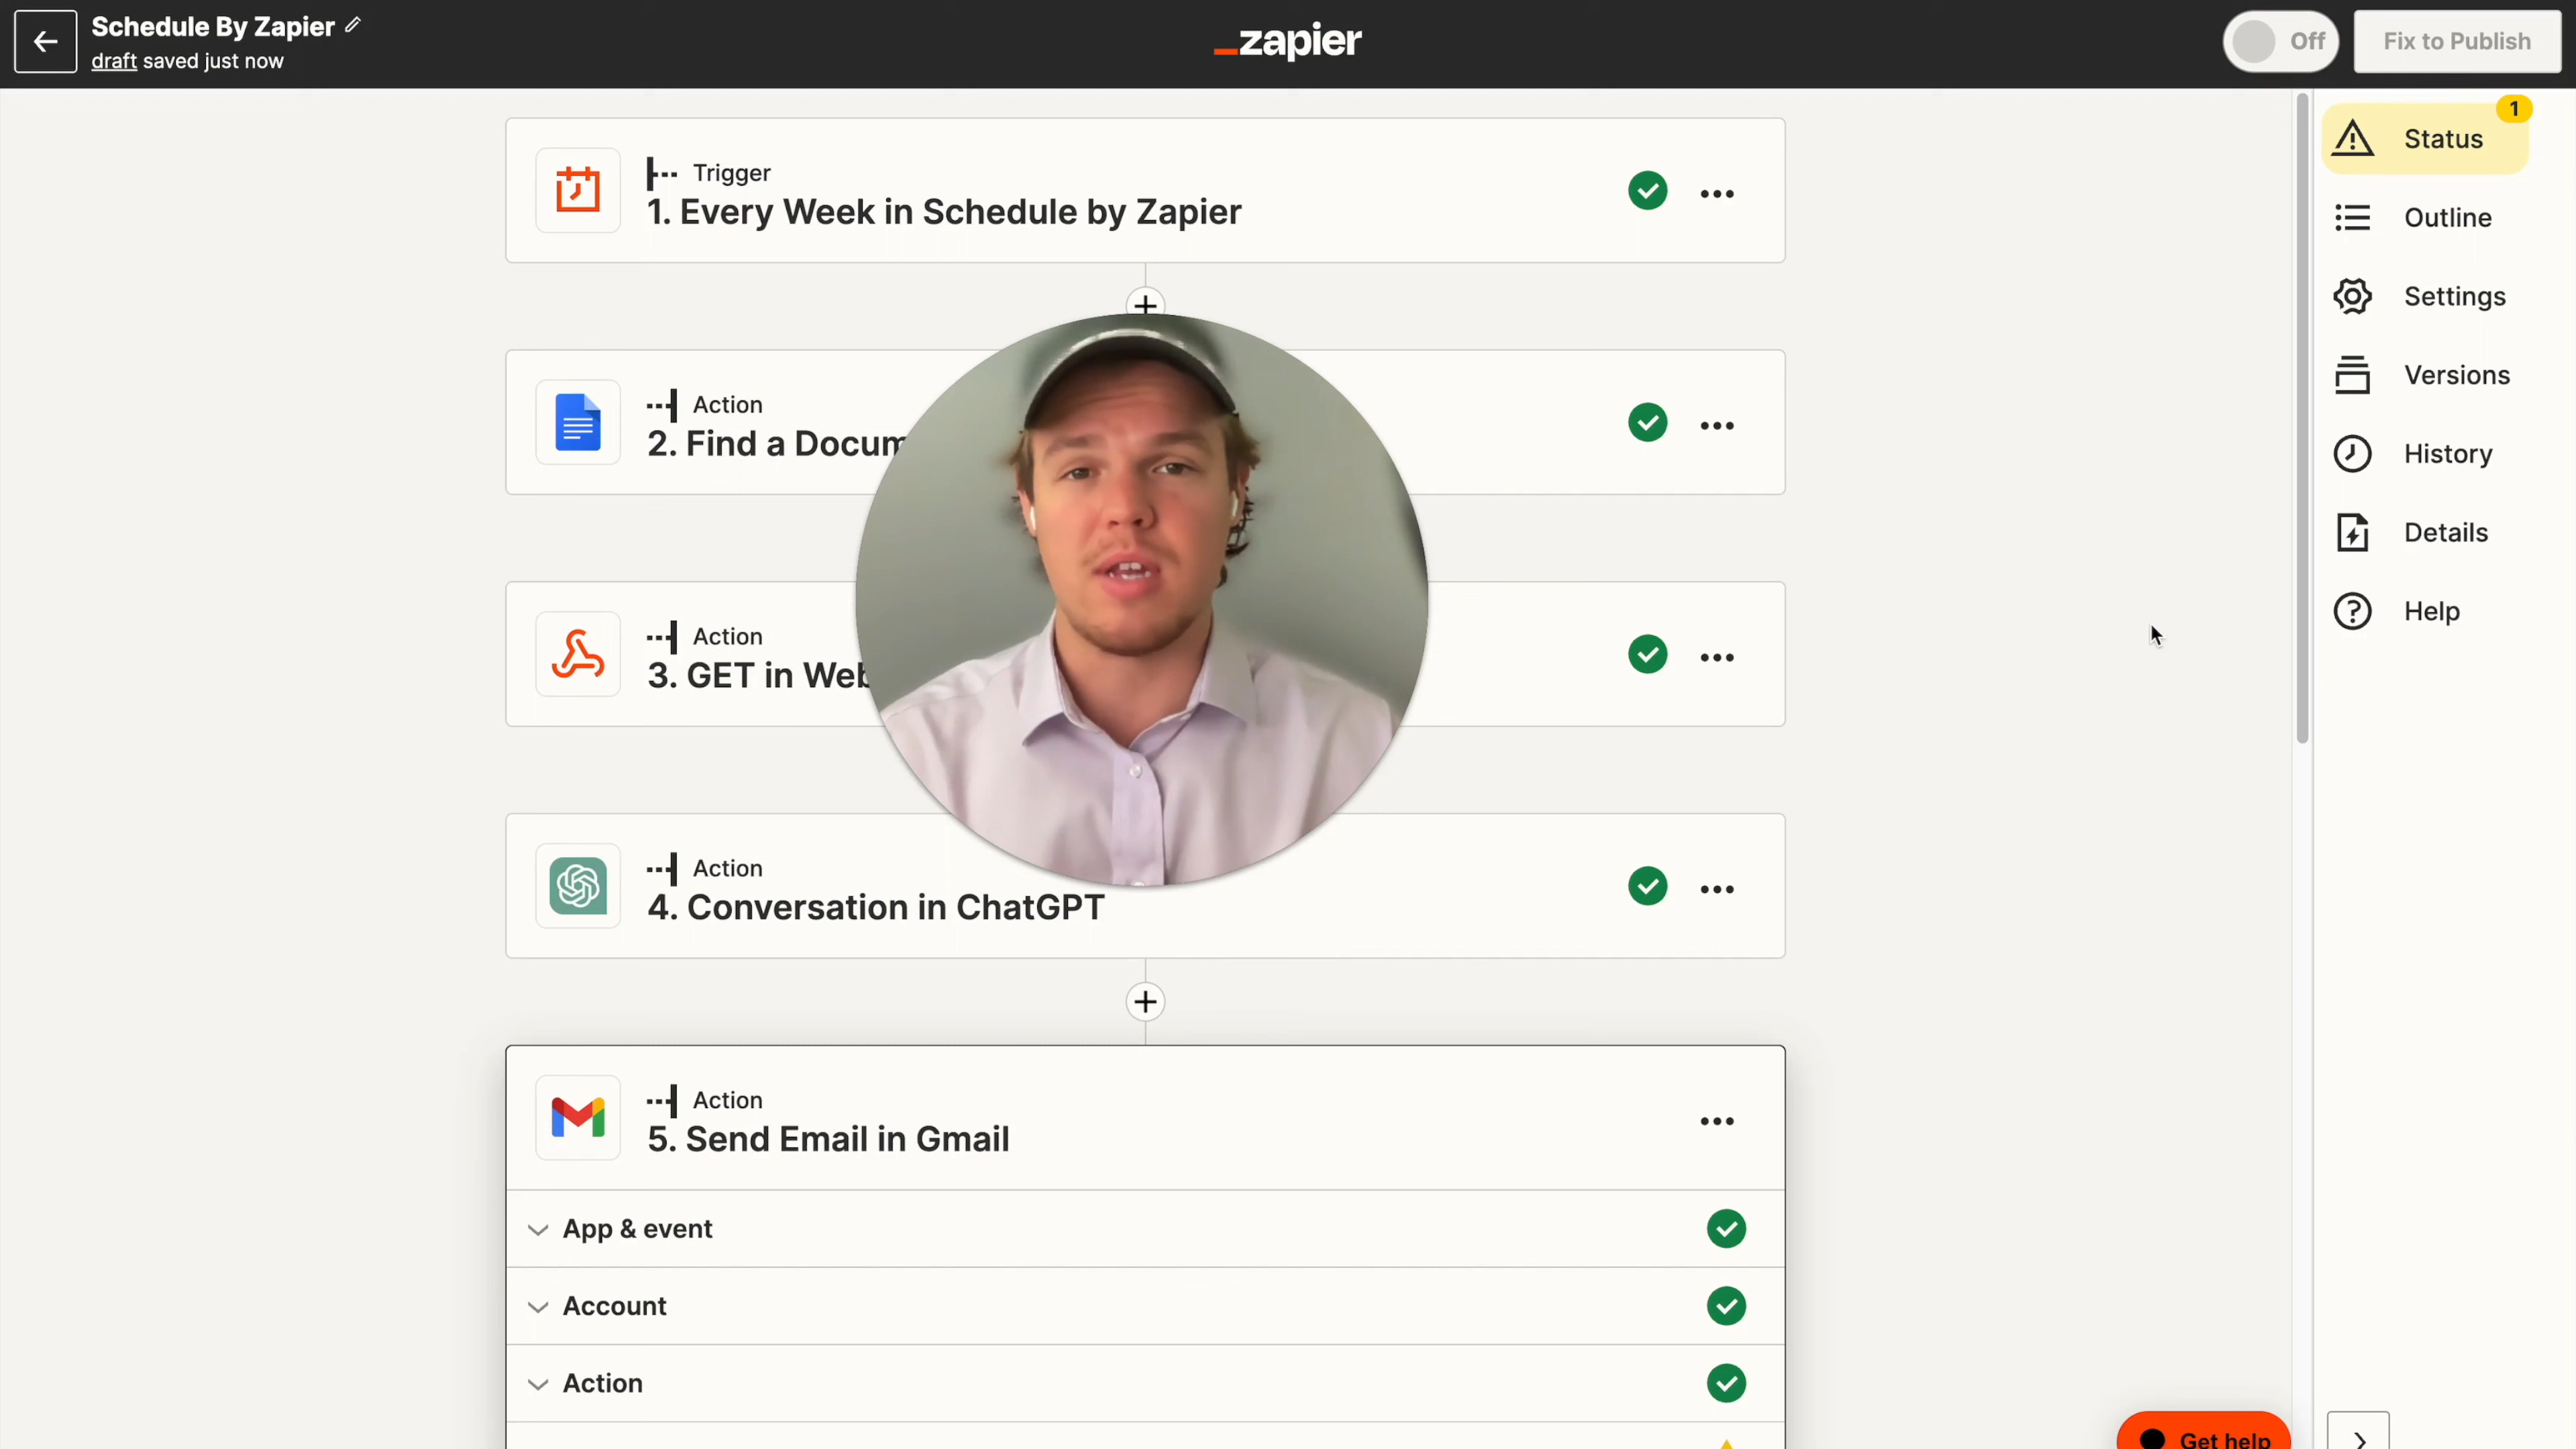 Schedule By Zapier
draft saved just now
zapier
Off
Fix to Publish
1
Status
Outline
Settings
Versions
History
Details
Help
Trigger
1. Every Week in Schedule by Zapier
Action
2. Find a Docum
Action
3. GET in Web
Action
4. Conversation in ChatGPT
Action
5. Send Email in Gmail
App & event
Account
Action
Get help